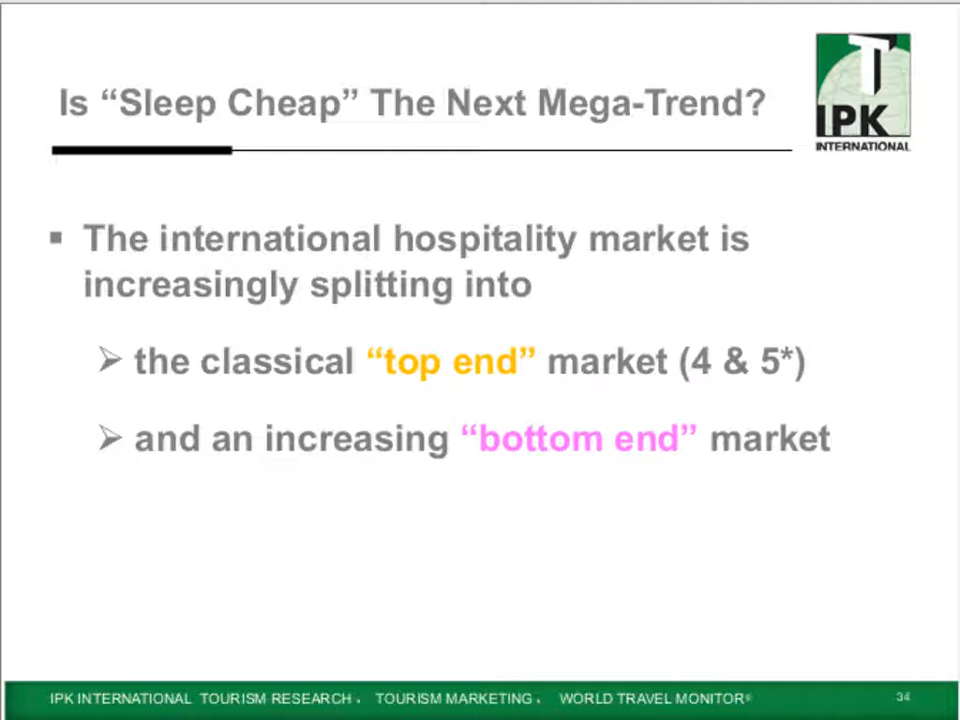 Is “Sleep Cheap” The Next Mega-Trend?
T
IPK
INTERNATIONAL
▪ The international hospitality market is
increasingly splitting into
➢ the classical “top end” market (4 & 5*)
➢ and an increasing “bottom end” market
IPK INTERNATIONAL TOURISM RESEARCH , TOURISM MARKETING , WORLD TRAVEL MONITOR® 34